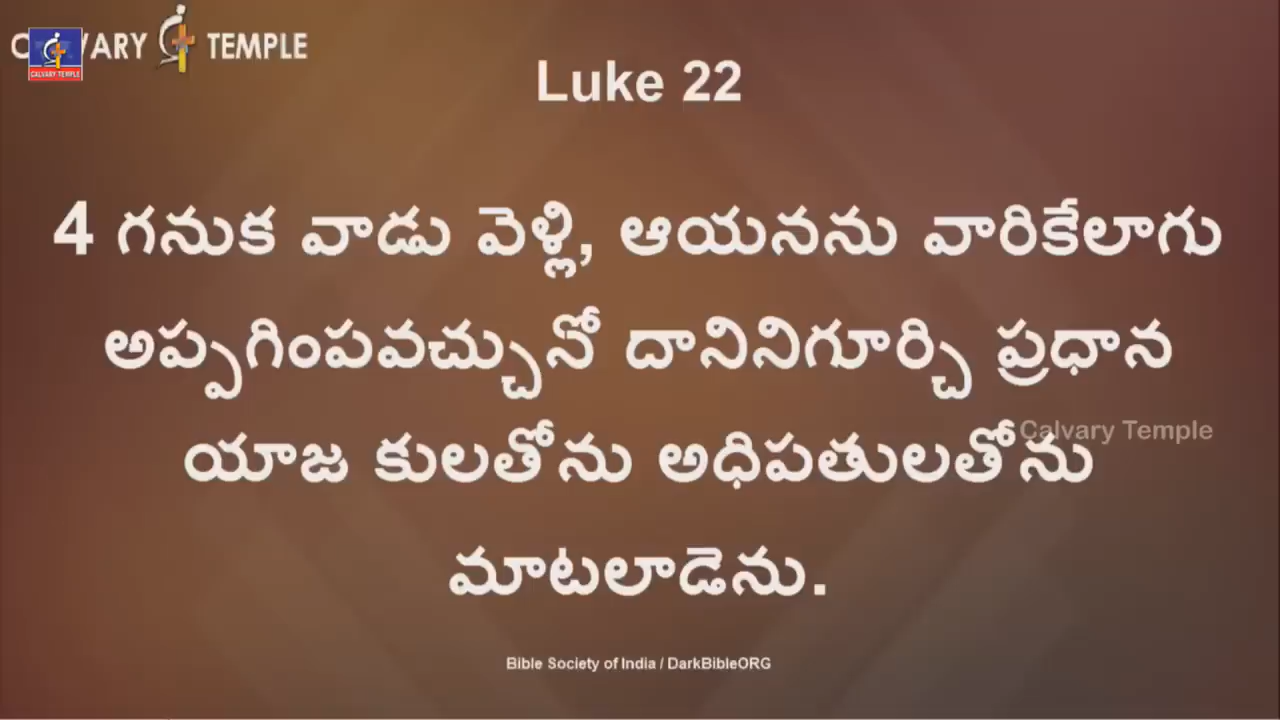 CALVARY TEMPLE
CALVARY TEMPLE
Luke 22
4 గనుక వాడు వెళ్లి, ఆయనను వారికేలాగు
అప్పగింపవచ్చునో దానినిగూర్చి ప్రధాన
యాజ కులతోను అధిపతులతోను
Calvary Temple
మాటలాడెను.
Bible Society of India / DarkBibleORG